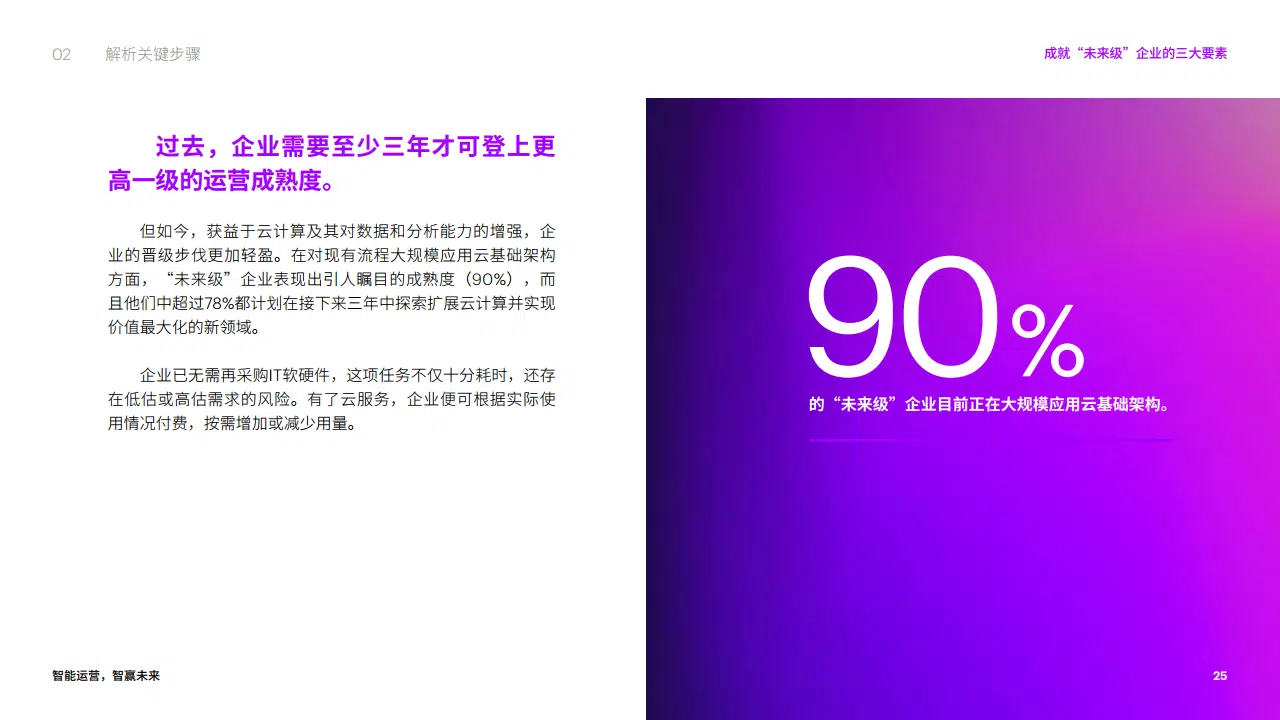 02 解析关键步骤
成就“未来级”企业的三大要素
过去，企业需要至少三年才可登上更
高一级的运营成熟度。
但如今，获益于云计算及其对数据和分析能力的增强，企
业的晋级步伐更加轻盈。在对现有流程大规模应用云基础架构
方面，“未来级”企业表现出引人瞩目的成熟度（90%），而
且他们中超过78%都计划在接下来三年中探索扩展云计算并实现
价值最大化的新领域。
企业已无需再采购IT软硬件，这项任务不仅十分耗时，还存
在低估或高估需求的风险。有了云服务，企业便可根据实际使
用情况付费，按需增加或减少用量。
90%
的“未来级”企业目前正在大规模应用云基础架构。
智能运营，智赢未来
25